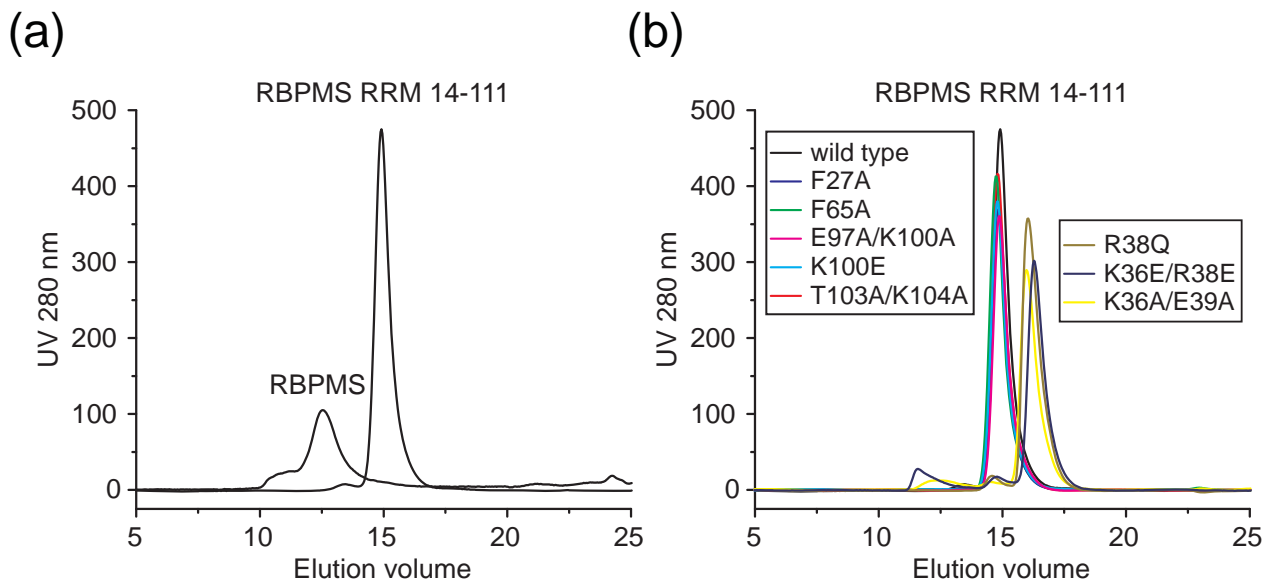 (a)
RBPMS RRM 14-111
500
400
300
200
100
0
UV 280 nm
RBPMS
5
10
15
20
25
Elution volume
(b)
RBPMS RRM 14-111
500
400
300
200
100
0
UV 280 nm
wild type
F27A
F65A
E97A/K100A
K100E
T103A/K104A
R38Q
K36E/R38E
K36A/E39A
5
10
15
20
25
Elution volume